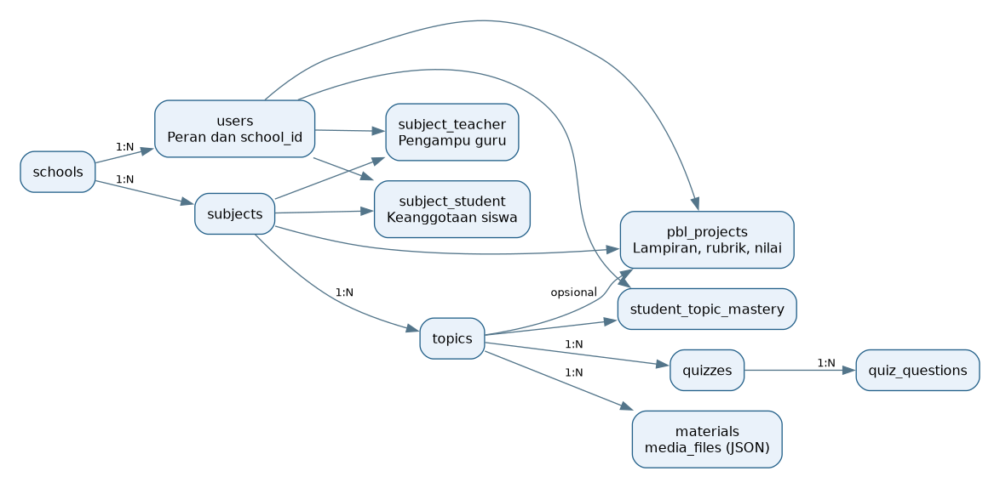 users
Peran dan school_id
subject_teacher
Pengampu guru
1:N
schools
1:N
subject_student
Keanggotaan siswa
subjects
pbl_projects
Lampiran, rubrik, nilai
1:N
opsional
student_topic_mastery
topics
1:N
quizzes
1:N
quiz_questions
1:N
materials
media_files (JSON)